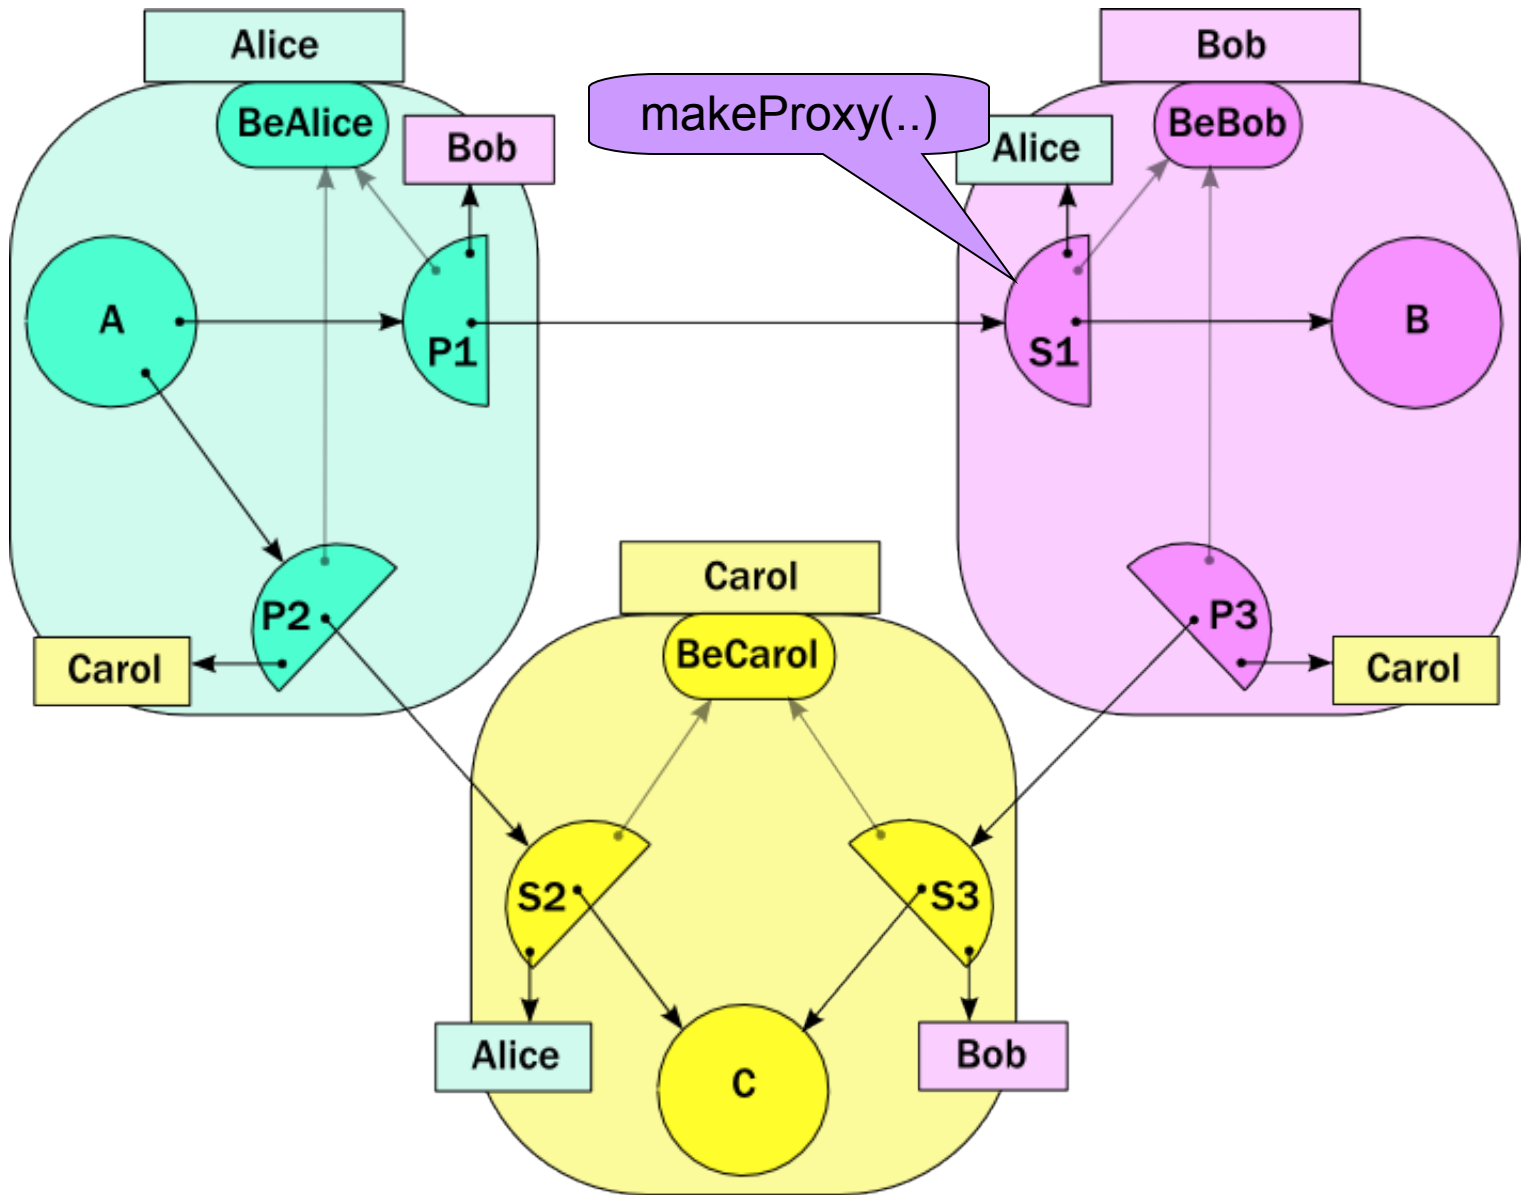 Alice
Bob
makeProxy(..)
BeAlice
Bob
Alice
BeBob
A
P1
S1
B
P2
Carol
Carol
BeCarol
P3
Carol
S2
S3
Alice
C
Bob